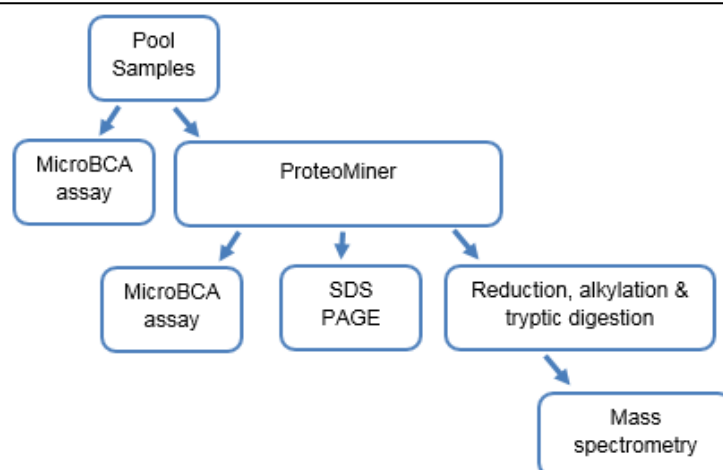 Pool
Samples
MicroBCA
assay
ProteoMiner
MicroBCA
assay
SDS
PAGE
Reduction, alkylation &
tryptic digestion
Mass
spectrometry